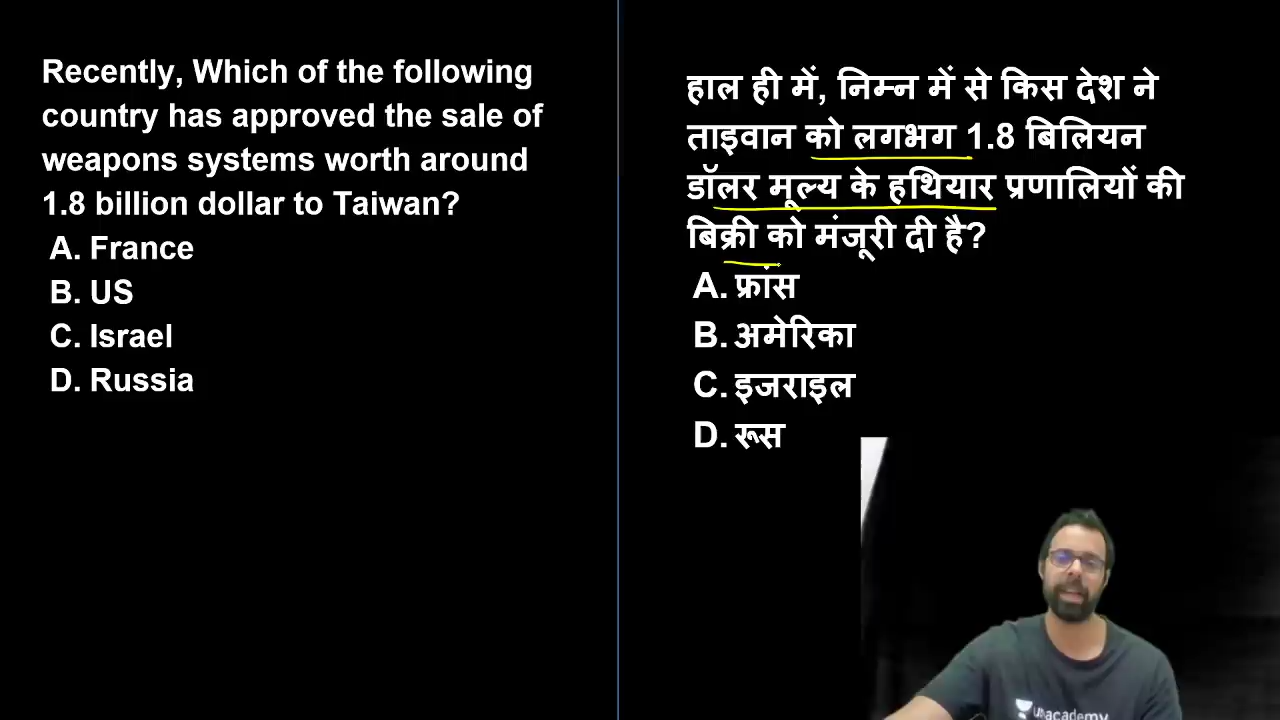 Recently, Which of the following
country has approved the sale of
weapons systems worth around
1.8 billion dollar to Taiwan?
A. France
B. US
C. Israel
D. Russia
हाल ही में, निम्न में से किस देश ने
ताइवान को लगभग 1.8 बिलियन
डॉलर मूल्य के हथियार प्रणालियों की
बिक्री को मंजूरी दी है?
A. फ्रांस
B. अमेरिका
C. इजराइल
D. रूस
unacademy